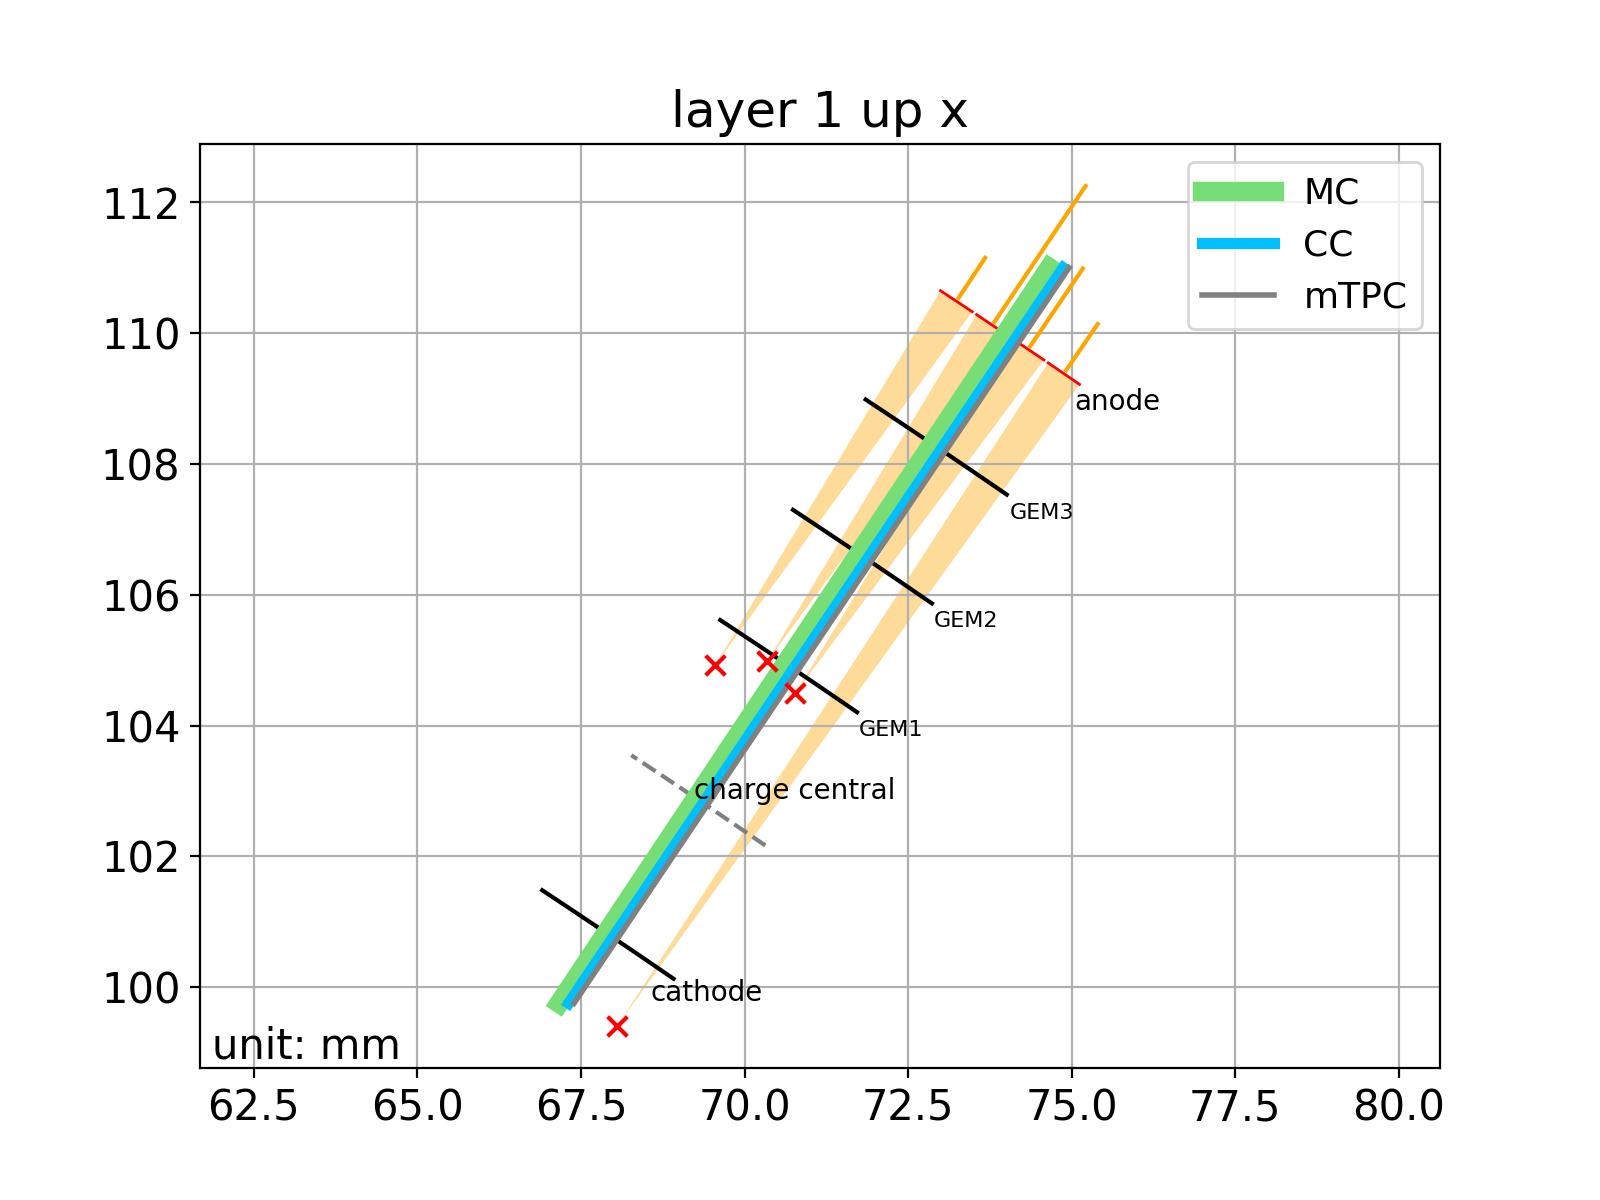 layer 1 up x
MC
CC
mTPC
112
110
108
106
104
102
100
anode
GEM3
GEM2
GEM1
charge central
cathode
unit: mm
62.5 65.0 67.5 70.0 72.5 75.0 77.5 80.0